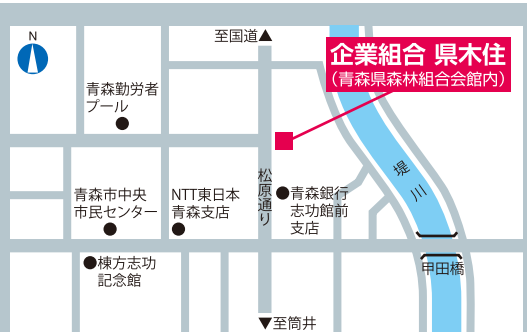 N
至国道▲
企業組合 県木住
(青森県森林組合会館内)
青森勤労者
プール
松原通り
堤川
青森市中央
市民センター
NTT東日本
青森支店
青森銀行
志功館前
支店
棟方志功
記念館
甲田橋
▼至筒井